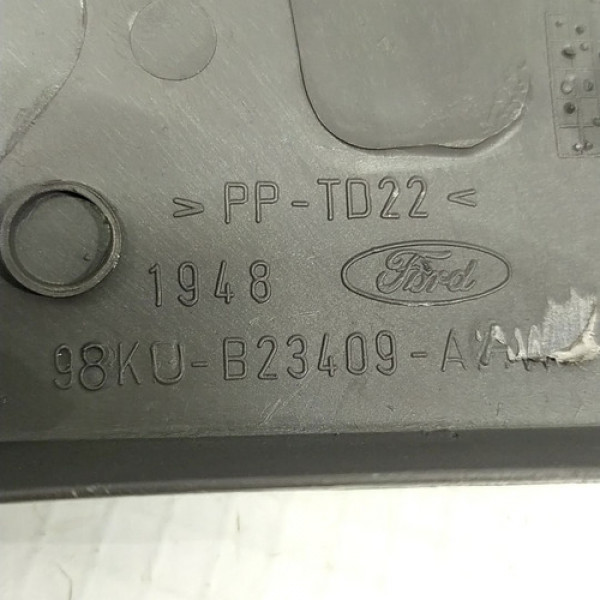 > PP-TD22 <
1948 Ford
98KU-B23409-A